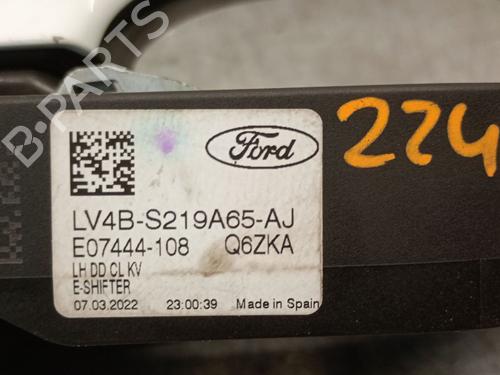 B-PARTS
Ford
224
LV4B-S219A65-AJ
E07444-108 Q6ZKA
LH DD CL KV
E-SHIFTER
07.03.2022 23:00:39 Made in Spain